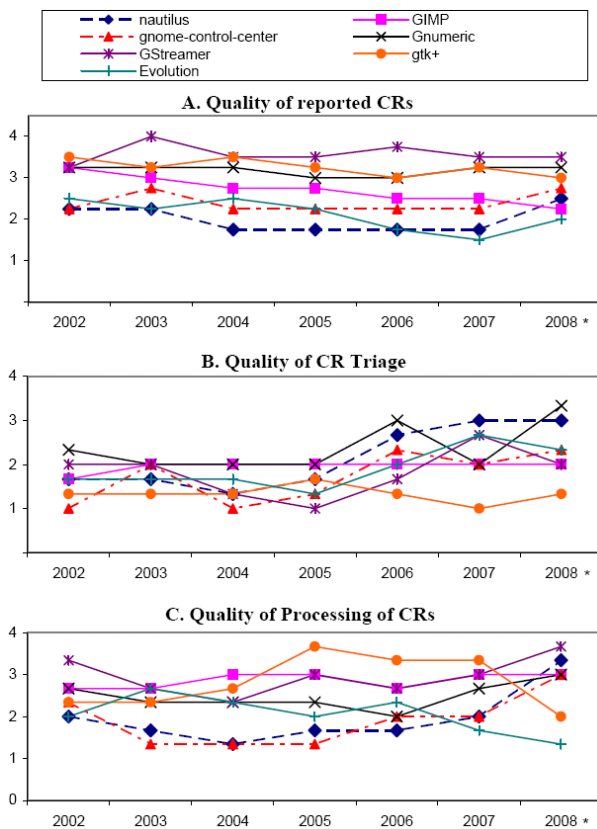 nautilus GIMP
gnome-control-center Gnumeric
GStreamer gtk+
Evolution
A. Quality of reported CRs
4
3
2
1
2002 2003 2004 2005 2006 2007 2008 *
B. Quality of CR Triage
4
3
2
1
2002 2003 2004 2005 2006 2007 2008 *
C. Quality of Processing of CRs
4
3
2
1
0
2002 2003 2004 2005 2006 2007 2008 *